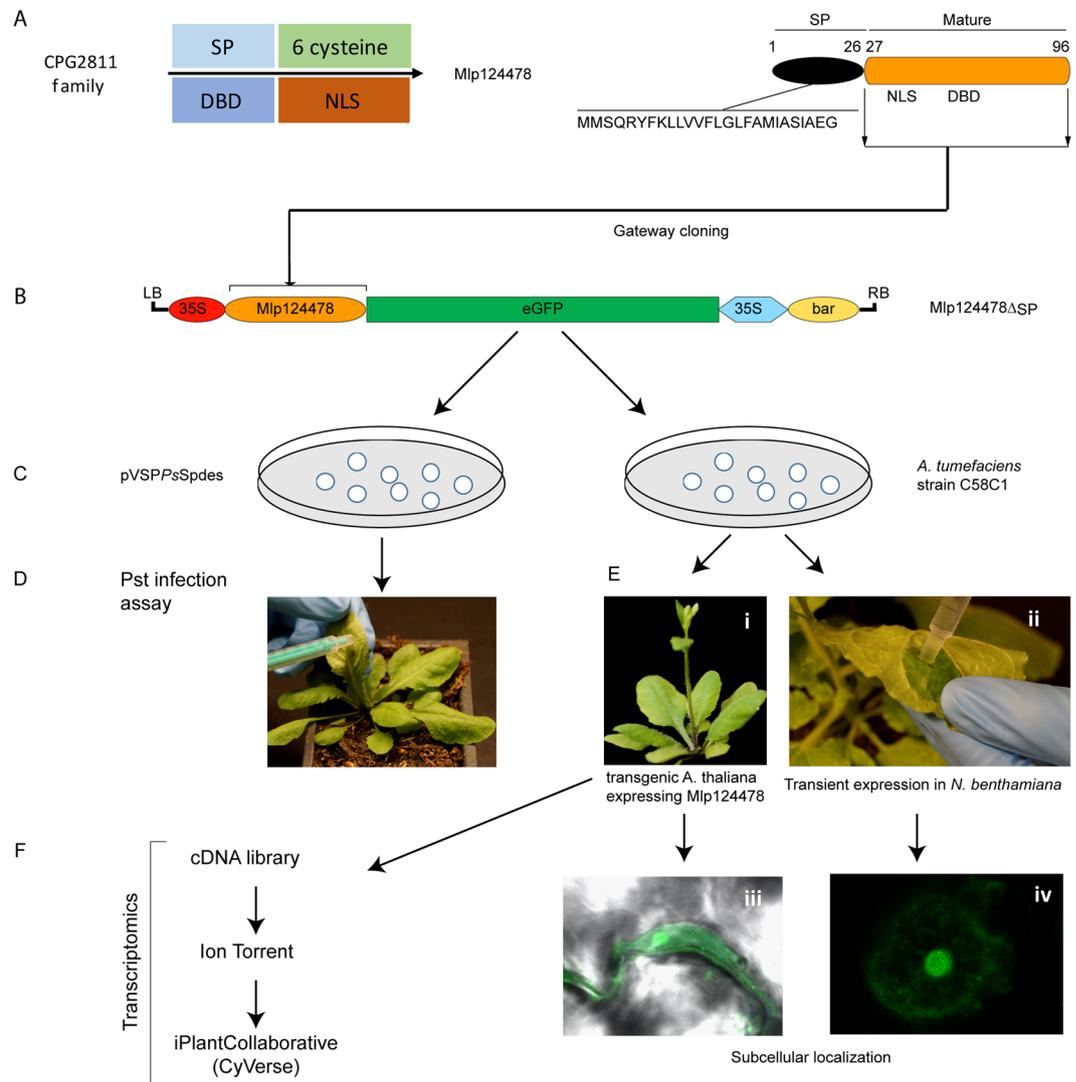 A
CPG2811
family
SP
6 cysteine
DBD
NLS
Mlp124478
SP
Mature
1
26
27
96
NLS
DBD
MMSQRYFKLLVVFLGLFAMIASIAEG
Gateway cloning
B
LB
35S
Mlp124478
eGFP
35S
bar
RB
Mlp124478ΔSP
C
pVSPPsSpdes
A. tumefaciens
strain C58C1
D
Pst infection
assay
E
i
ii
transgenic A. thaliana
expressing Mlp124478
Transient expression in N. benthamiana
F
Transcriptomics
cDNA library
Ion Torrent
iPlantCollaborative
(CyVerse)
iii
iv
Subcellular localization